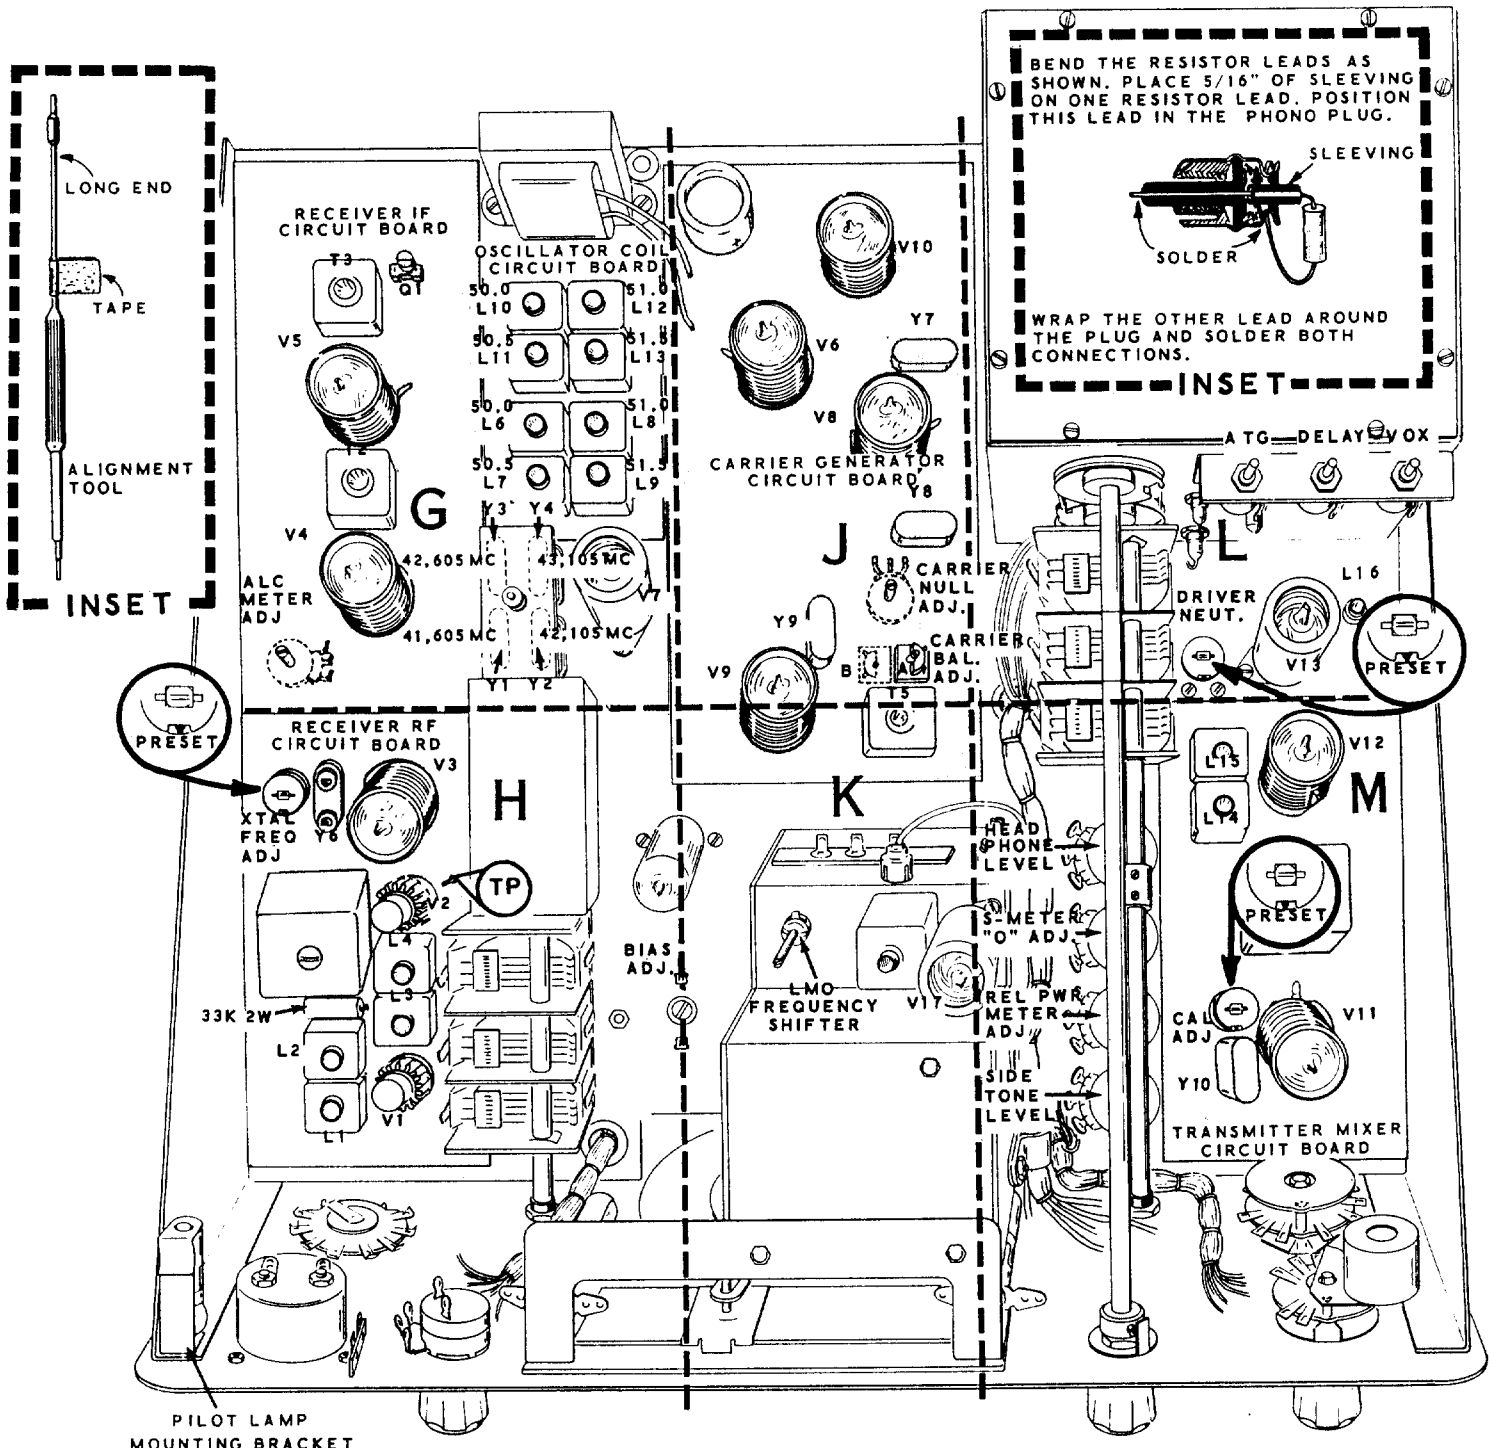 LONG END
TAPE
ALIGNMENT
TOOL
INSET
BEND THE RESISTOR LEADS AS
SHOWN. PLACE 5/16" OF SLEEVING
ON ONE RESISTOR LEAD. POSITION
THIS LEAD IN THE PHONO PLUG.
SLEEVING
SOLDER
WRAP THE OTHER LEAD AROUND
THE PLUG AND SOLDER BOTH
CONNECTIONS.
INSET
RECEIVER IF
CIRCUIT BOARD
T3
Q1
V5
T2
G
V4
ALC
METER
ADJ
OSCILLATOR COIL
CIRCUIT BOARD
50.0 51.0
L10 L12
50.5 51.5
L11 L13
50.0 51.0
L6 L8
50.5 51.5
L7 L9
Y3 Y4
42,605 MC 43,105 MC
V7
41,605 MC 42,105 MC
Y1 Y2
V10
V6
Y7
V8
CARRIER GENERATOR
CIRCUIT BOARD
Y8
J
CARRIER
NULL
ADJ.
Y9
CARRIER
BAL.
ADJ.
B
A
V9
T5
ATG DELAY VOX
L
L16
DRIVER
NEUT.
V13
PRESET
PRESET
RECEIVER RF
CIRCUIT BOARD
V3
H
XTAL
FREQ
ADJ
Y6
TP
V2
L4
L3
33K 2W
L2
V1
L1
K
BIAS
ADJ.
LMO
FREQUENCY
SHIFTER
V17
HEAD
PHONE
LEVEL
S-METER
"O" ADJ.
REL PWR
METER
ADJ
SIDE
TONE
LEVEL
L15
V12
L14
M
PRESET
CAL
ADJ
V11
Y10
TRANSMITTER MIXER
CIRCUIT BOARD
PILOT LAMP
MOUNTING BRACKET